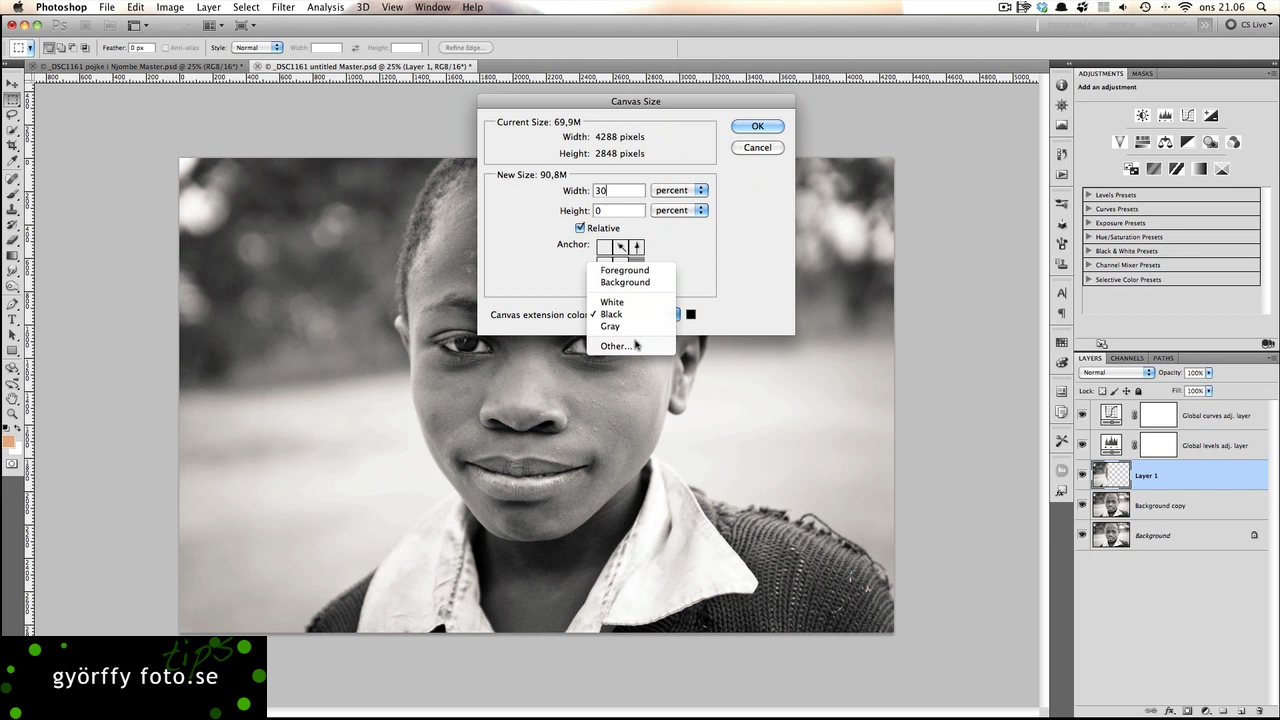 Photoshop File Edit Image Layer Select Filter Analysis 3D View Window Help
ons 21.06
Ps
CS Live
Feather: 0 px Anti-alias Style: Normal Width: Height: Refine Edge...
© _DSC1161 pojke i Njombe Master.psd @ 25% (RGB/16*) *
© _DSC1161 untitled Master.psd @ 25% (Layer 1, RGB/16*) *
Canvas Size
Current Size: 69,9M
Width: 4288 pixels
Height: 2848 pixels
OK
Cancel
New Size: 90,8M
Width: 30 percent
Height: 0 percent
Relative
Anchor:
Canvas extension color
Foreground
Background
White
✓ Black
Gray
Other...
ADJUSTMENTS MASKS
Add an adjustment
Levels Presets
Curves Presets
Exposure Presets
Hue/Saturation Presets
Black & White Presets
Channel Mixer Presets
Selective Color Presets
LAYERS CHANNELS PATHS
Normal Opacity: 100%
Lock: Fill: 100%
Global curves adj. layer
Global levels adj. layer
Layer 1
Background copy
Background
tips
györffy foto.se